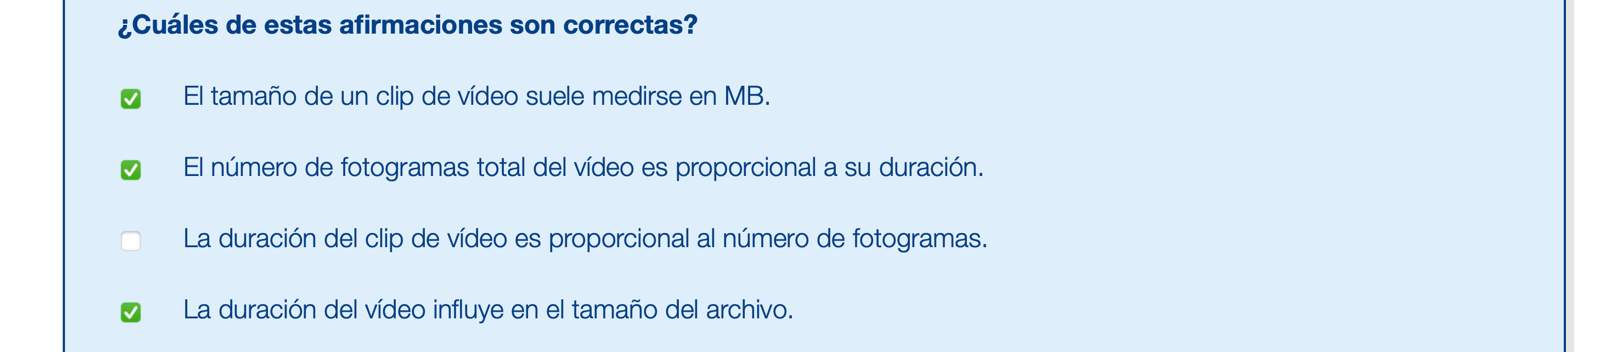 ¿Cuáles de estas afirmaciones son correctas?
El tamaño de un clip de vídeo suele medirse en MB.
El número de fotogramas total del vídeo es proporcional a su duración.
La duración del clip de vídeo es proporcional al número de fotogramas.
La duración del vídeo influye en el tamaño del archivo.